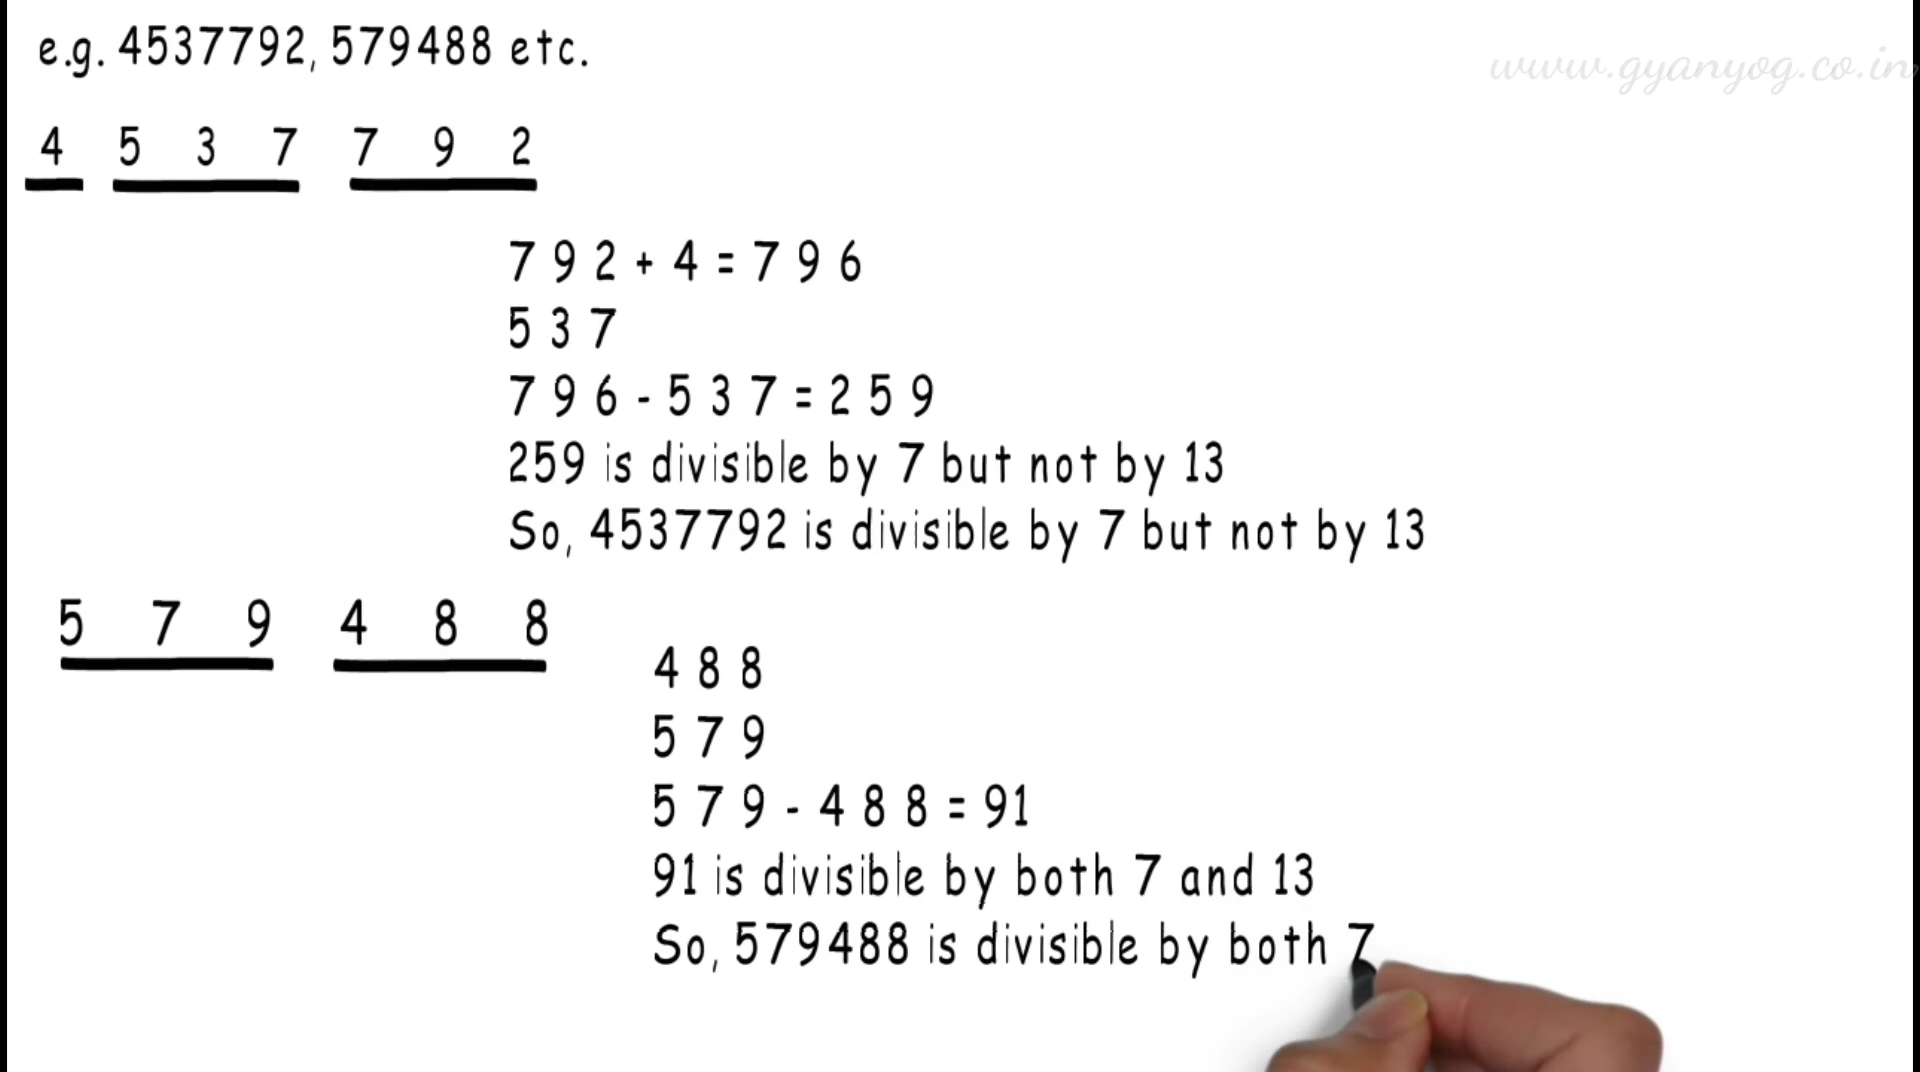 e.g. 4537792, 579488 etc.
www.gyanyog.co.in
4 5 3 7 7 9 2
7 9 2 + 4 = 7 9 6
5 3 7
7 9 6 - 5 3 7 = 2 5 9
259 is divisible by 7 but not by 13
So, 4537792 is divisible by 7 but not by 13
5 7 9 4 8 8
4 8 8
5 7 9
5 7 9 - 4 8 8 = 91
91 is divisible by both 7 and 13
So, 579488 is divisible by both 7